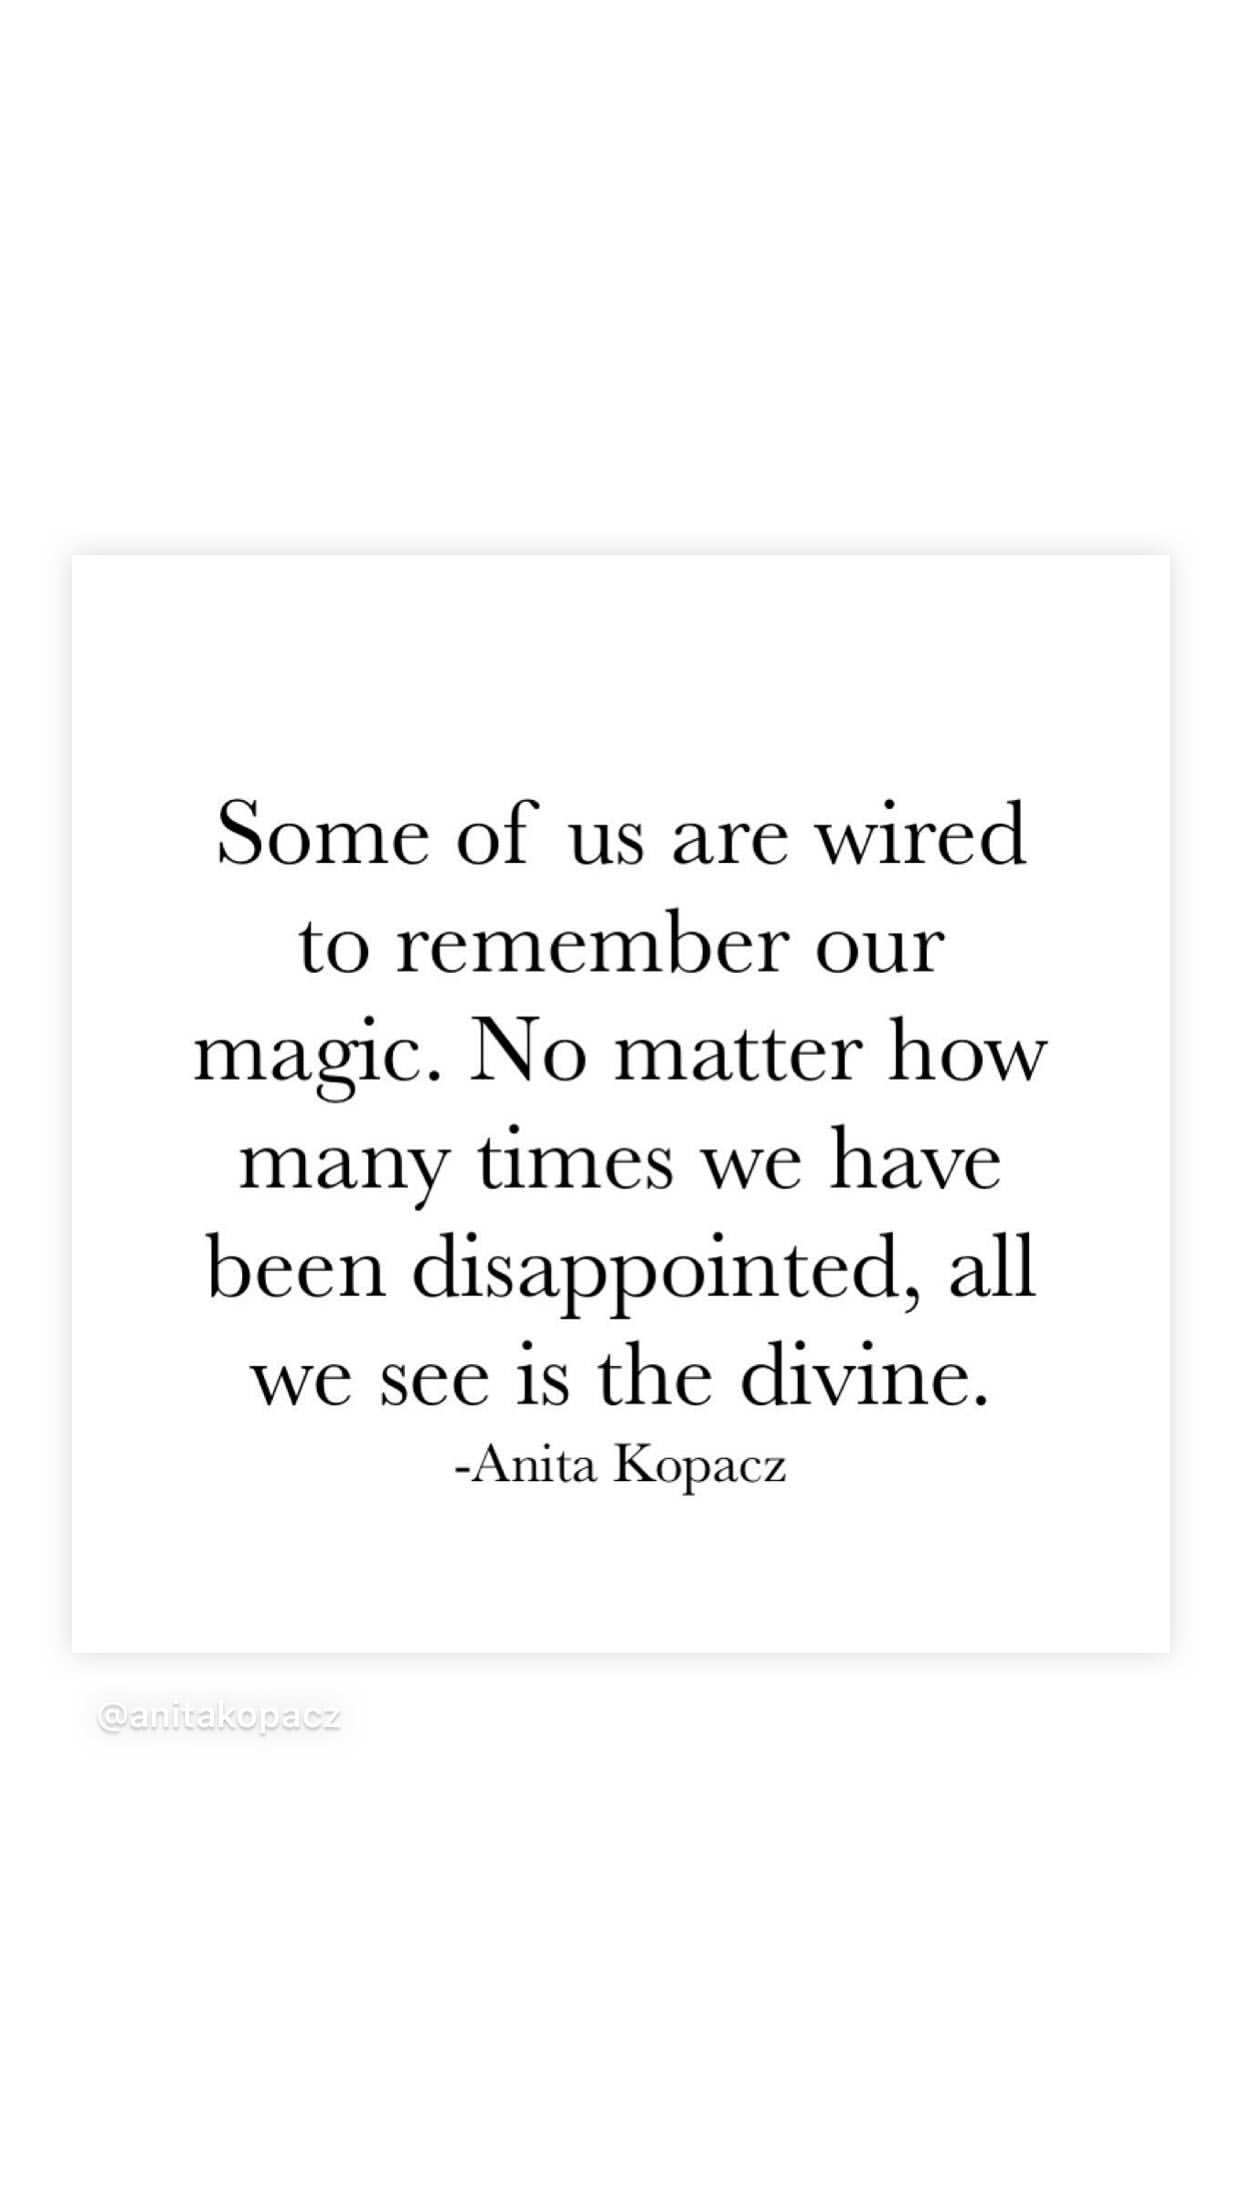 Some of us are wired
to remember our
magic. No matter how
many times we have
been disappointed, all
we see is the divine.
-Anita Kopacz
@anitakopacz